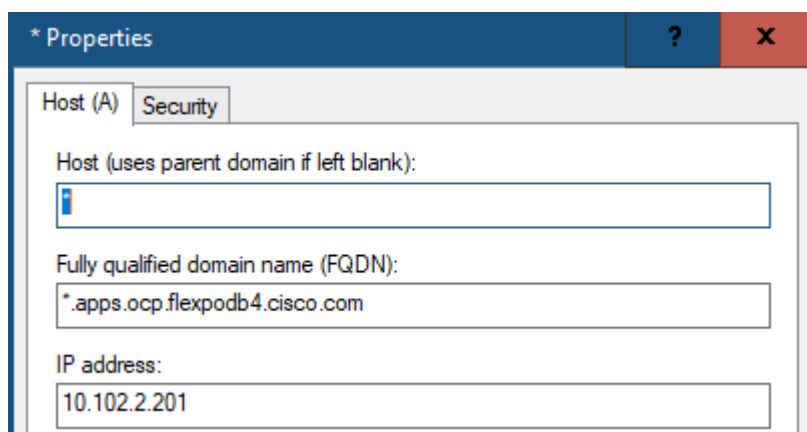 * Properties
? x
Host (A) Security
Host (uses parent domain if left blank):
*
Fully qualified domain name (FQDN):
*.apps.ocp.flexpodb4.cisco.com
IP address:
10.102.2.201